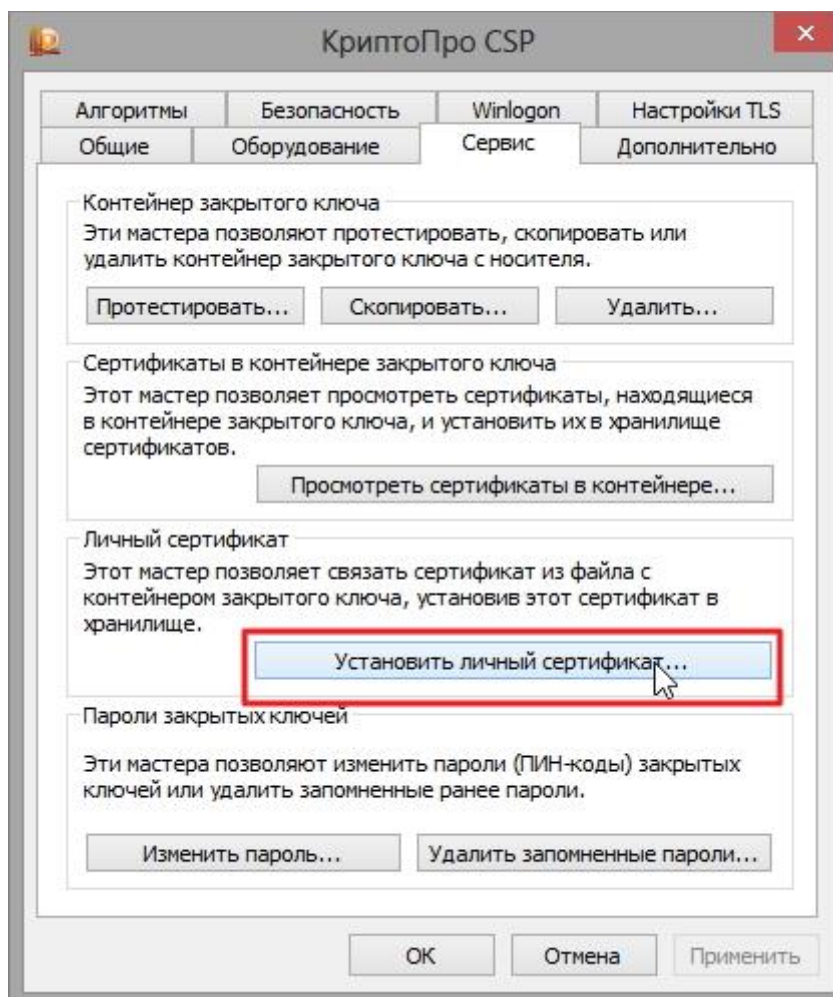 КриптоПро CSP
Алгоритмы Безопасность Winlogon Настройки TLS
Общие Оборудование Сервис Дополнительно
Контейнер закрытого ключа
Эти мастера позволяют протестировать, скопировать или
удалить контейнер закрытого ключа с носителя.
Протестировать... Скопировать... Удалить...
Сертификаты в контейнере закрытого ключа
Этот мастер позволяет просмотреть сертификаты, находящиеся
в контейнере закрытого ключа, и установить их в хранилище
сертификатов.
Просмотреть сертификаты в контейнере...
Личный сертификат
Этот мастер позволяет связать сертификат из файла с
контейнером закрытого ключа, установив этот сертификат в
хранилище.
Установить личный сертификат...
Пароли закрытых ключей
Эти мастера позволяют изменить пароли (ПИН-коды) закрытых
ключей или удалить запомненные ранее пароли.
Изменить пароль... Удалить запомненные пароли...
ОК Отмена Применить